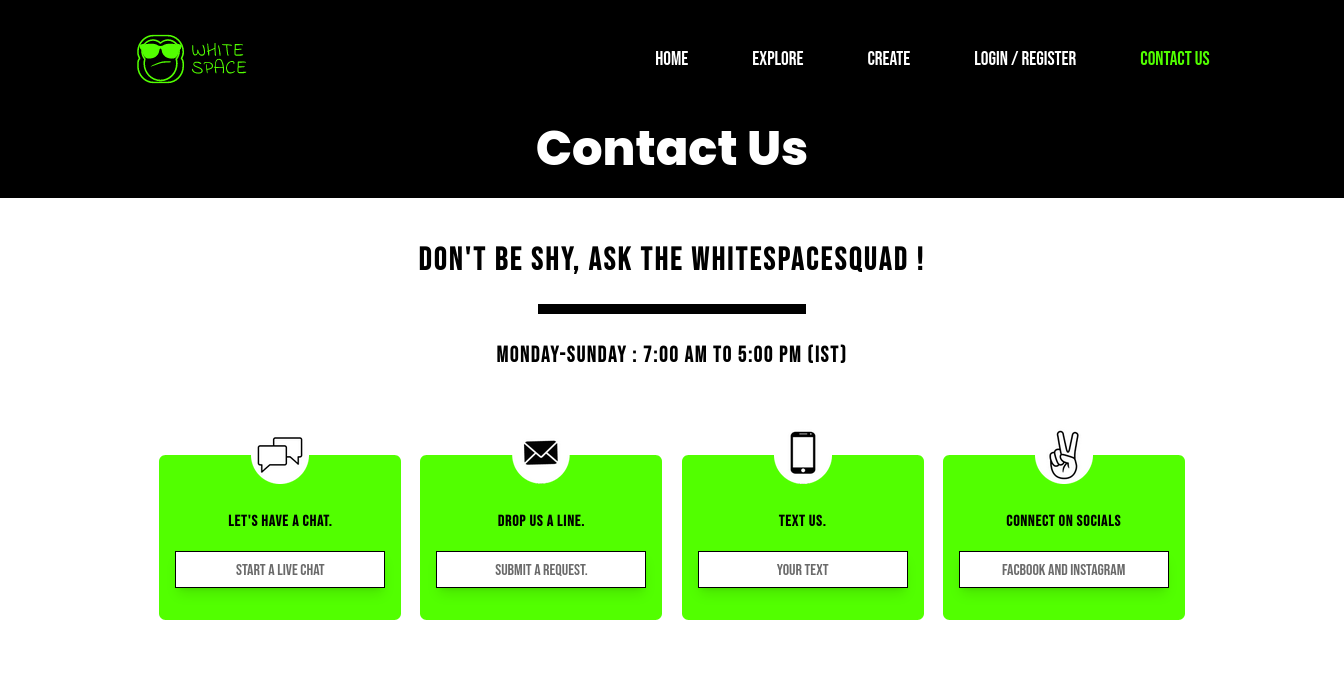 WHITE
SPACE
HOME
EXPLORE
CREATE
LOGIN / REGISTER
CONTACT US
Contact Us
DON'T BE SHY, ASK THE WHITESPACESQUAD !
MONDAY-SUNDAY : 7:00 AM TO 5:00 PM (IST)
LET'S HAVE A CHAT.
START A LIVE CHAT
DROP US A LINE.
SUBMIT A REQUEST.
TEXT US.
YOUR TEXT
CONNECT ON SOCIALS
FACBOOK AND INSTAGRAM